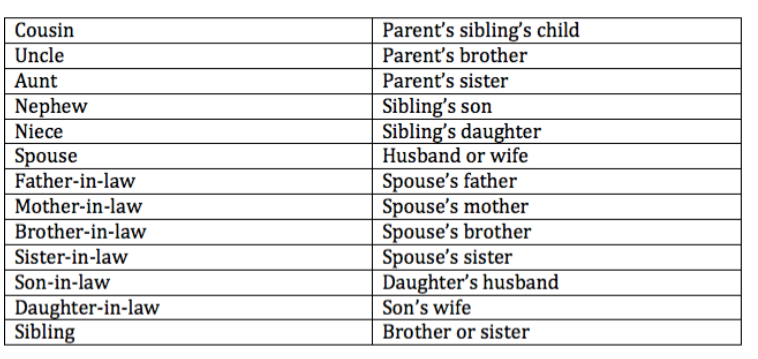 Cousin Parent's sibling's child
Uncle Parent's brother
Aunt Parent's sister
Nephew Sibling's son
Niece Sibling's daughter
Spouse Husband or wife
Father-in-law Spouse's father
Mother-in-law Spouse's mother
Brother-in-law Spouse's brother
Sister-in-law Spouse's sister
Son-in-law Daughter's husband
Daughter-in-law Son's wife
Sibling Brother or sister